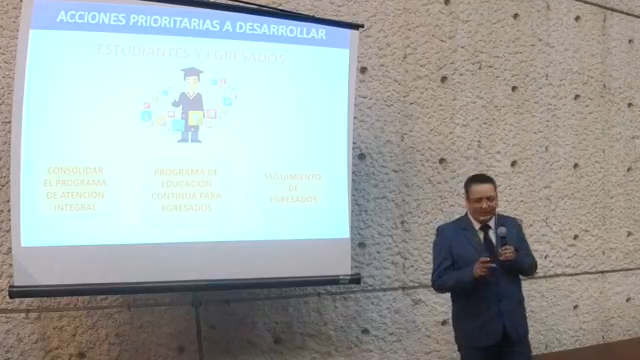 ACCIONES PRIORITARIAS A DESARROLLAR
ESTUDIANTES Y EGRESADOS
CONSOLIDAR
EL PROGRAMA
DE ATENCIÓN
INTEGRAL
PROGRAMA DE
EDUCACIÓN
CONTINUA PARA
EGRESADOS
SEGUIMIENTO
DE
EGRESADOS